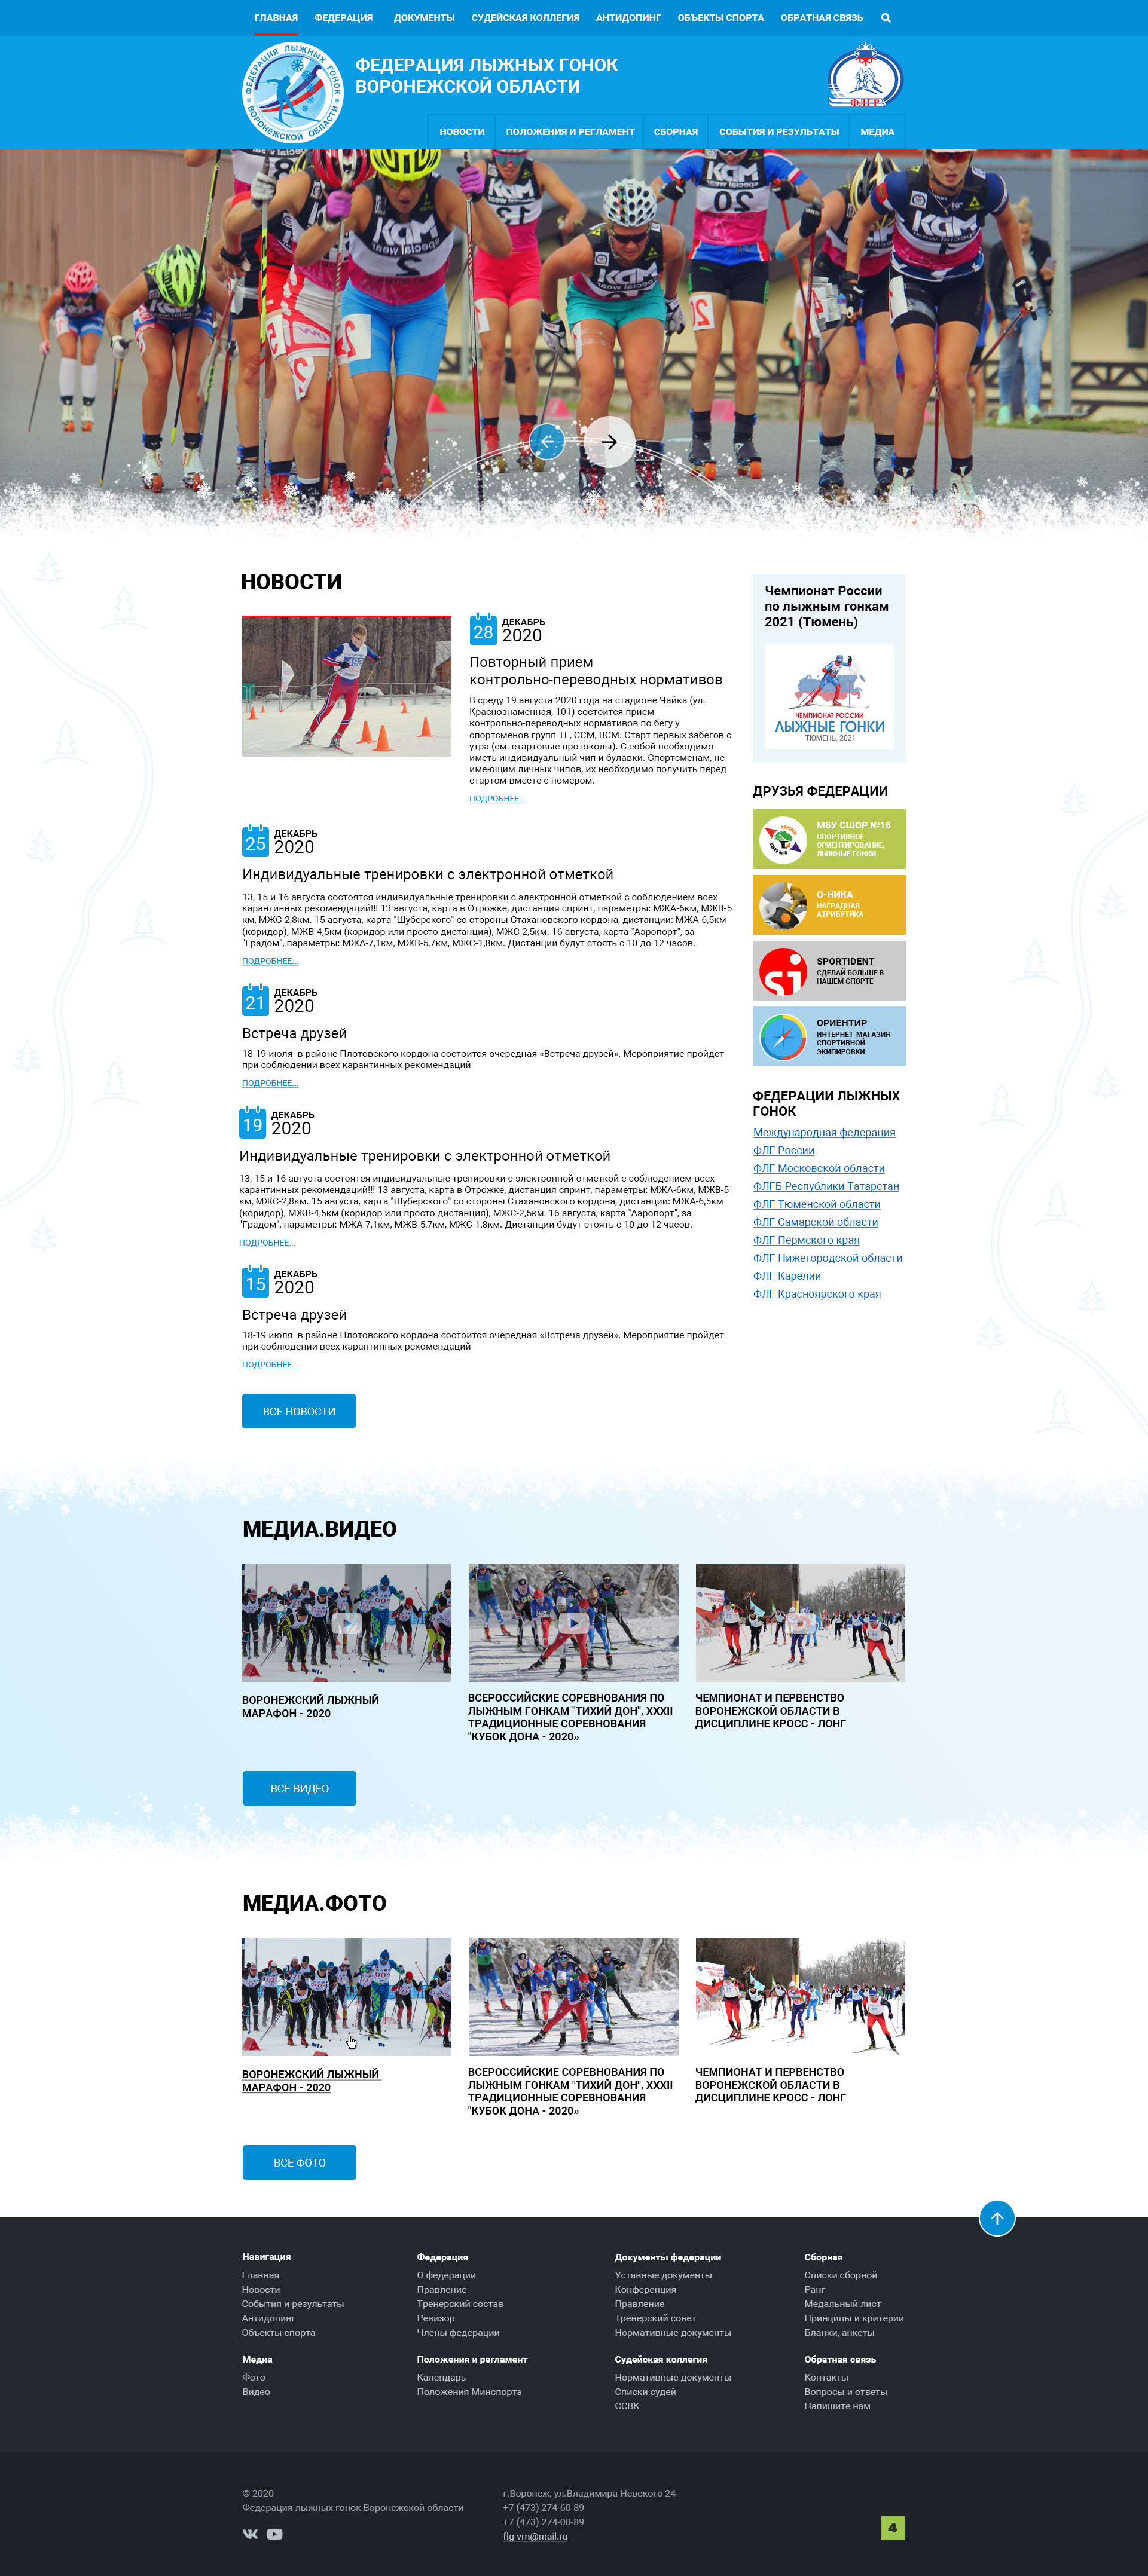 ГЛАВНАЯ ФЕДЕРАЦИЯ ДОКУМЕНТЫ СУДЕЙСКАЯ КОЛЛЕГИЯ АНТИДОПИНГ ОБЪЕКТЫ СПОРТА ОБРАТНАЯ СВЯЗЬ
ФЕДЕРАЦИЯ ЛЫЖНЫХ ГОНОК
ВОРОНЕЖСКОЙ ОБЛАСТИ
ФЕДЕРАЦИЯ ЛЫЖНЫХ ГОНОК
ВОРОНЕЖСКОЙ ОБЛАСТИ
ФЛГР
НОВОСТИ ПОЛОЖЕНИЯ И РЕГЛАМЕНТ СБОРНАЯ СОБЫТИЯ И РЕЗУЛЬТАТЫ МЕДИА
НОВОСТИ
28 ДЕКАБРЬ
2020
Повторный прием
контрольно-переводных нормативов
В среду 19 августа 2020 года на стадионе Чайка (ул.
Краснознаменная, 101) состоится прием
контрольно-переводных нормативов по бегу у
спортсменов групп ТГ, ССМ, ВСМ. Старт первых забегов с
утра (см. стартовые протоколы). С собой необходимо
иметь индивидуальный чип и булавки. Спортсменам, не
имеющим личных чипов, их необходимо получить перед
стартом вместе с номером.
ПОДРОБНЕЕ...
25 ДЕКАБРЬ
2020
Индивидуальные тренировки с электронной отметкой
13, 15 и 16 августа состоятся индивидуальные тренировки с электронной отметкой с соблюдением всех
карантинных рекомендаций!!! 13 августа, карта в Отрожке, дистанция спринт, параметры: МЖА-6км, МЖВ-5
км, МЖС-2,8км. 15 августа, карта "Шуберского" со стороны Стахановского кордона, дистанции: МЖА-6,5км
(коридор), МЖВ-4,5км (коридор или просто дистанция), МЖС-2,5км. 16 августа, карта "Аэропорт", за
"Градом", параметры: МЖА-7,1км, МЖВ-5,7км, МЖС-1,8км. Дистанции будут стоять с 10 до 12 часов.
ПОДРОБНЕЕ...
21 ДЕКАБРЬ
2020
Встреча друзей
18-19 июля в районе Плотовского кордона состоится очередная «Встреча друзей». Мероприятие пройдет
при соблюдении всех карантинных рекомендаций
ПОДРОБНЕЕ...
19 ДЕКАБРЬ
2020
Индивидуальные тренировки с электронной отметкой
13, 15 и 16 августа состоятся индивидуальные тренировки с электронной отметкой с соблюдением всех
карантинных рекомендаций!!! 13 августа, карта в Отрожке, дистанция спринт, параметры: МЖА-6км, МЖВ-5
км, МЖС-2,8км. 15 августа, карта "Шуберского" со стороны Стахановского кордона, дистанции: МЖА-6,5км
(коридор), МЖВ-4,5км (коридор или просто дистанция), МЖС-2,5км. 16 августа, карта "Аэропорт", за
"Градом", параметры: МЖА-7,1км, МЖВ-5,7км, МЖС-1,8км. Дистанции будут стоять с 10 до 12 часов.
ПОДРОБНЕЕ...
15 ДЕКАБРЬ
2020
Встреча друзей
18-19 июля в районе Плотовского кордона состоится очередная «Встреча друзей». Мероприятие пройдет
при соблюдении всех карантинных рекомендаций
ПОДРОБНЕЕ...
ВСЕ НОВОСТИ
Чемпионат России
по лыжным гонкам
2021 (Тюмень)
ЧЕМПИОНАТ РОССИИ
ЛЫЖНЫЕ ГОНКИ
ТЮМЕНЬ. 2021
ДРУЗЬЯ ФЕДЕРАЦИИ
МБУ СШОР №18
СПОРТИВНОЕ
ОРИЕНТИРОВАНИЕ,
ЛЫЖНЫЕ ГОНКИ
О-НИКА
НАГРАДНАЯ
АТРИБУТИКА
si
SPORTIDENT
СДЕЛАЙ БОЛЬШЕ В
НАШЕМ СПОРТЕ
ОРИЕНТИР
ИНТЕРНЕТ-МАГАЗИН
СПОРТИВНОЙ
ЭКИПИРОВКИ
ФЕДЕРАЦИИ ЛЫЖНЫХ
ГОНОК
Международная федерация
ФЛГ России
ФЛГ Московской области
ФЛГБ Республики Татарстан
ФЛГ Тюменской области
ФЛГ Самарской области
ФЛГ Пермского края
ФЛГ Нижегородской области
ФЛГ Карелии
ФЛГ Красноярского края
МЕДИА.ВИДЕО
ВОРОНЕЖСКИЙ ЛЫЖНЫЙ
МАРАФОН - 2020
ВСЕРОССИЙСКИЕ СОРЕВНОВАНИЯ ПО
ЛЫЖНЫМ ГОНКАМ "ТИХИЙ ДОН", XXXII
ТРАДИЦИОННЫЕ СОРЕВНОВАНИЯ
"КУБОК ДОНА - 2020»
ЧЕМПИОНАТ И ПЕРВЕНСТВО
ВОРОНЕЖСКОЙ ОБЛАСТИ В
ДИСЦИПЛИНЕ КРОСС - ЛОНГ
ВСЕ ВИДЕО
МЕДИА.ФОТО
ВОРОНЕЖСКИЙ ЛЫЖНЫЙ
МАРАФОН - 2020
ВСЕРОССИЙСКИЕ СОРЕВНОВАНИЯ ПО
ЛЫЖНЫМ ГОНКАМ "ТИХИЙ ДОН", XXXII
ТРАДИЦИОННЫЕ СОРЕВНОВАНИЯ
"КУБОК ДОНА - 2020»
ЧЕМПИОНАТ И ПЕРВЕНСТВО
ВОРОНЕЖСКОЙ ОБЛАСТИ В
ДИСЦИПЛИНЕ КРОСС - ЛОНГ
ВСЕ ФОТО
Навигация
Главная
Новости
События и результаты
Антидопинг
Объекты спорта
Федерация
О федерации
Правление
Тренерский состав
Ревизор
Члены федерации
Документы федерации
Уставные документы
Конференция
Правление
Тренерский совет
Нормативные документы
Сборная
Списки сборной
Ранг
Медальный лист
Принципы и критерии
Бланки, анкеты
Медиа
Фото
Видео
Положения и регламент
Календарь
Положения Минспорта
Судейская коллегия
Нормативные документы
Списки судей
ССВК
Обратная связь
Контакты
Вопросы и ответы
Напишите нам
© 2020
Федерация лыжных гонок Воронежской области
г.Воронеж, ул.Владимира Невского 24
+7 (473) 274-60-89
+7 (473) 274-00-89
flg-vrn@mail.ru
4